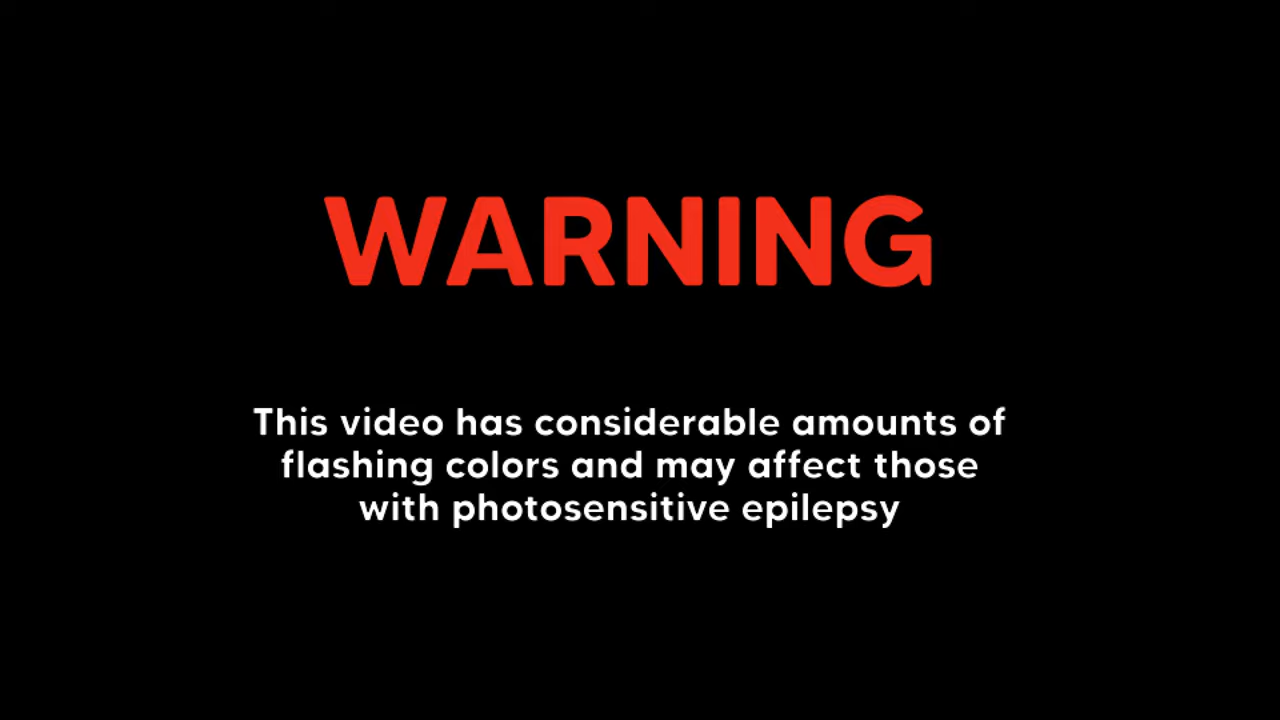 WARNING
This video has considerable amounts of
flashing colors and may affect those
with photosensitive epilepsy